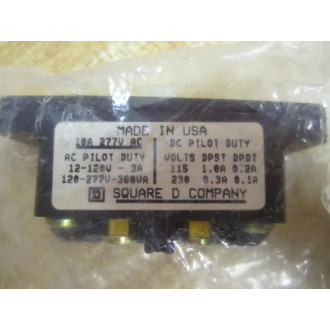 MADE IN USA
10A 277V AC
DC PILOT DUTY
AC PILOT DUTY
VOLTS DPST DPDT
12-120V - 3A
115 1.0A 0.2A
120-277V-360VA
230 0.3A 0.1A
D SQUARE D COMPANY